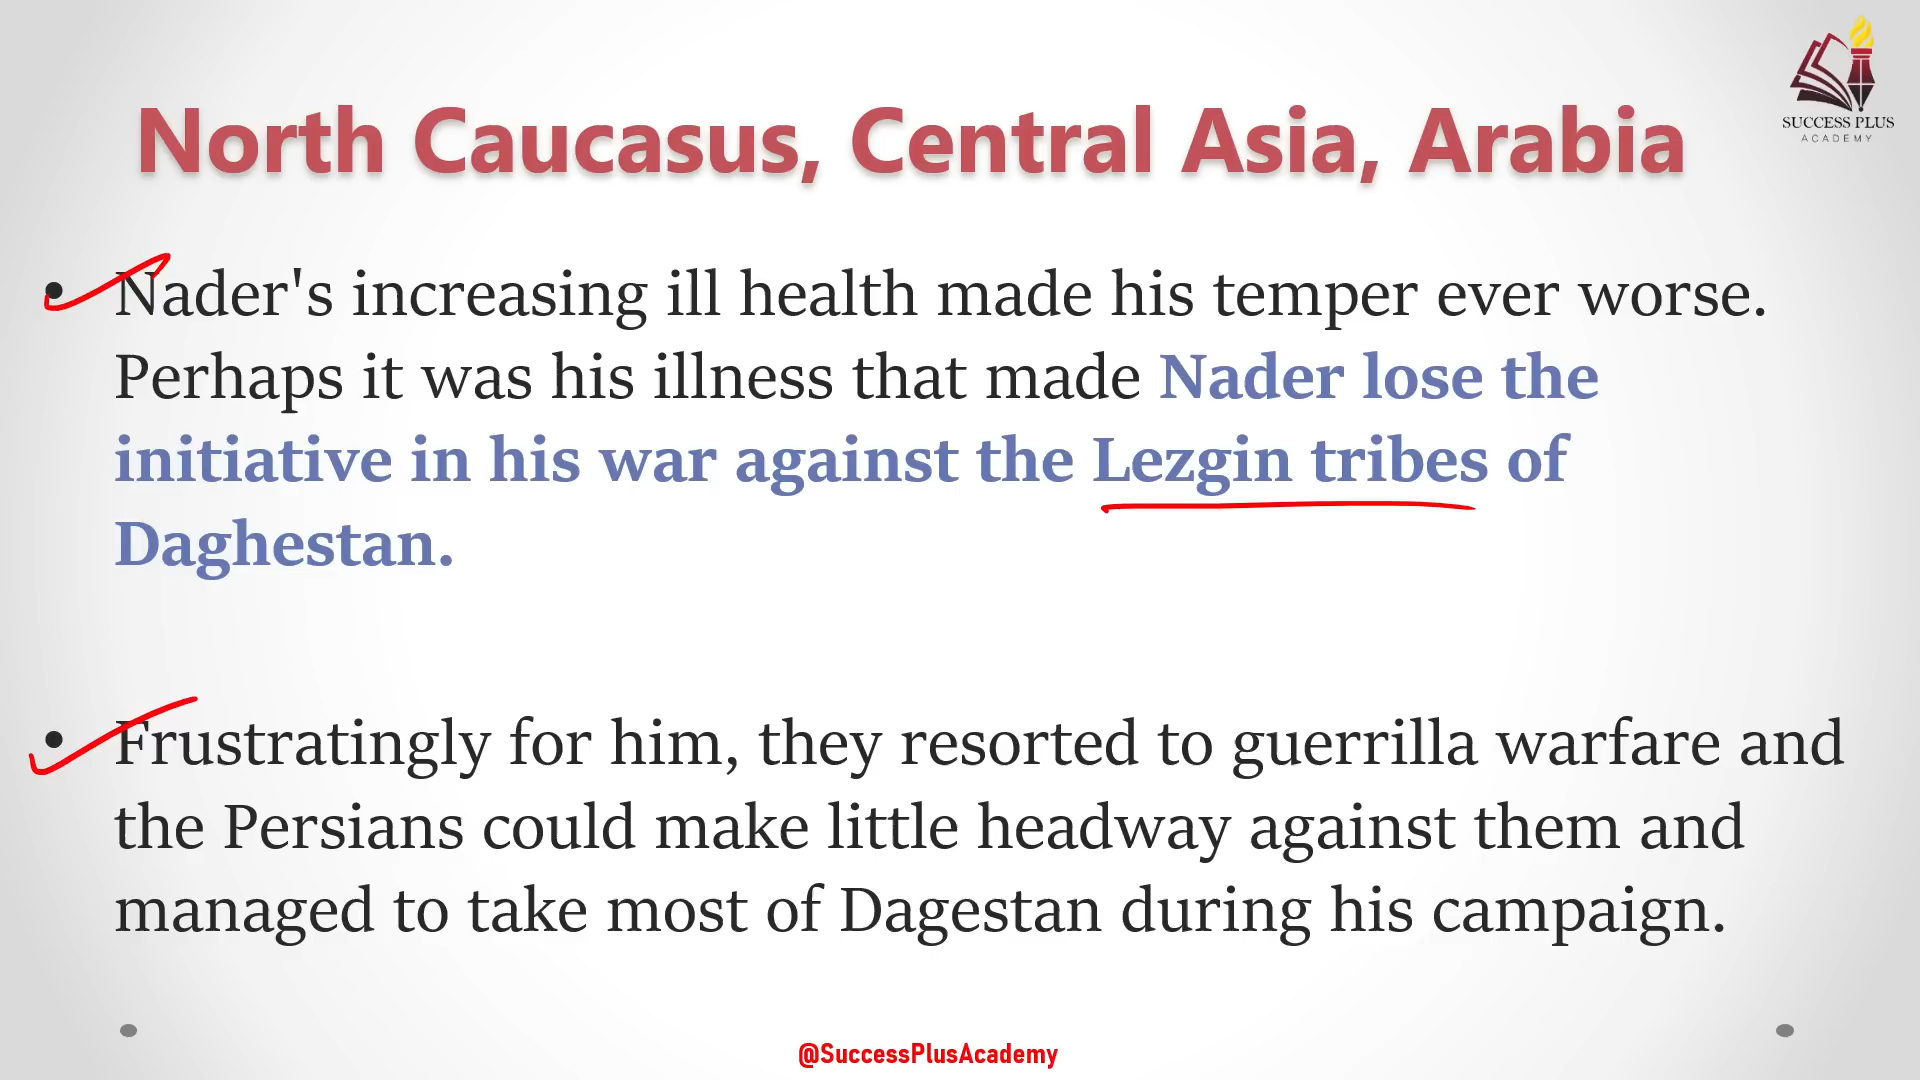 SUCCESS PLUS
ACADEMY
North Caucasus, Central Asia, Arabia
• Nader's increasing ill health made his temper ever worse.
Perhaps it was his illness that made Nader lose the
initiative in his war against the Lezgin tribes of
Daghestan.
• Frustratingly for him, they resorted to guerrilla warfare and
the Persians could make little headway against them and
managed to take most of Dagestan during his campaign.
@SuccessPlusAcademy